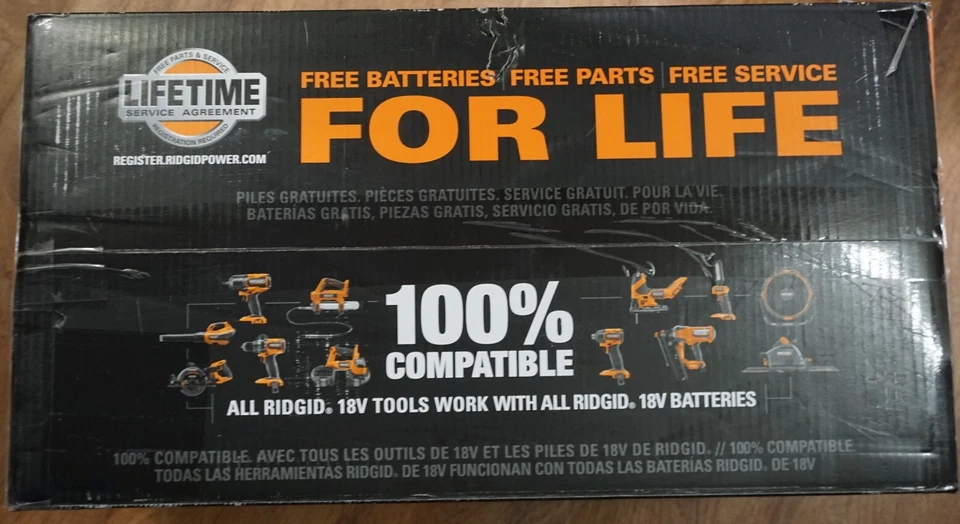 FREE PARTS & SERVICE
LIFETIME
SERVICE AGREEMENT
REGISTRATION REQUIRED
REGISTER.RIDGIDPOWER.COM
FREE BATTERIES FREE PARTS FREE SERVICE
FOR LIFE
PILES GRATUITES. PIÈCES GRATUITES. SERVICE GRATUIT. POUR LA VIE.
BATERÍAS GRATIS, PIEZAS GRATIS, SERVICIO GRATIS, DE POR VIDA.
100%
COMPATIBLE
ALL RIDGID® 18V TOOLS WORK WITH ALL RIDGID® 18V BATTERIES
100% COMPATIBLE. AVEC TOUS LES OUTILS DE 18V ET LES PILES DE 18V DE RIDGID® // 100% COMPATIBLE.
TODAS LAS HERRAMIENTAS RIDGID® DE 18V FUNCIONAN CON TODAS LAS BATERÍAS RIDGID® DE 18V